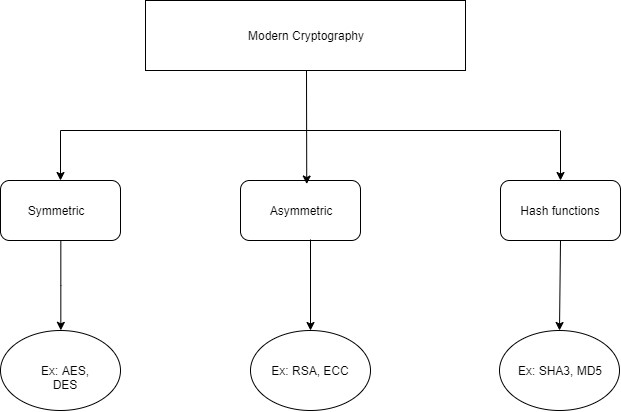 Modern Cryptography
Symmetric
Asymmetric
Hash functions
Ex: AES,
DES
Ex: RSA, ECC
Ex: SHA3, MD5